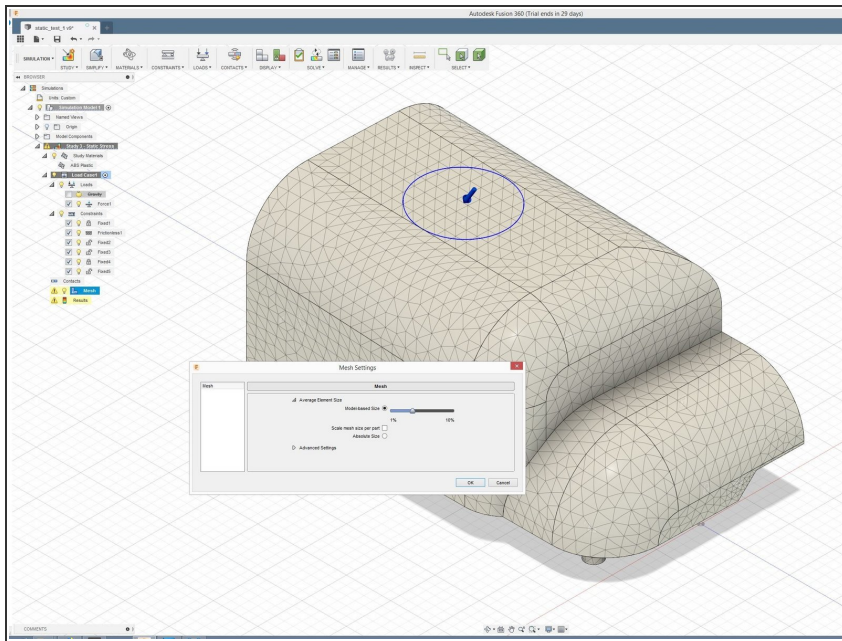 Autodesk Fusion 360 (Trial ends in 29 days)
static_test_1 v9*
SIMULATION
STUDY
SIMPLIFY
MATERIALS
CONSTRAINTS
LOADS
CONTACTS
DISPLAY
SOLVE
MANAGE
RESULTS
INSPECT
SELECT
BROWSER
Simulations
Units: Custom
Simulation Model 1
Named Views
Origin
Model Components
Study 3 - Static Stress
Study Materials
ABS Plastic
Load Case1
Loads
Gravity
Force1
Constraints
Fixed1
Frictionless1
Fixed2
Fixed3
Fixed4
Fixed5
Contacts
Mesh
Results
Mesh Settings
Mesh
Mesh
Average Element Size
Model-based Size
1% 10%
Scale mesh size per part
Absolute Size
Advanced Settings
OK Cancel
COMMENTS